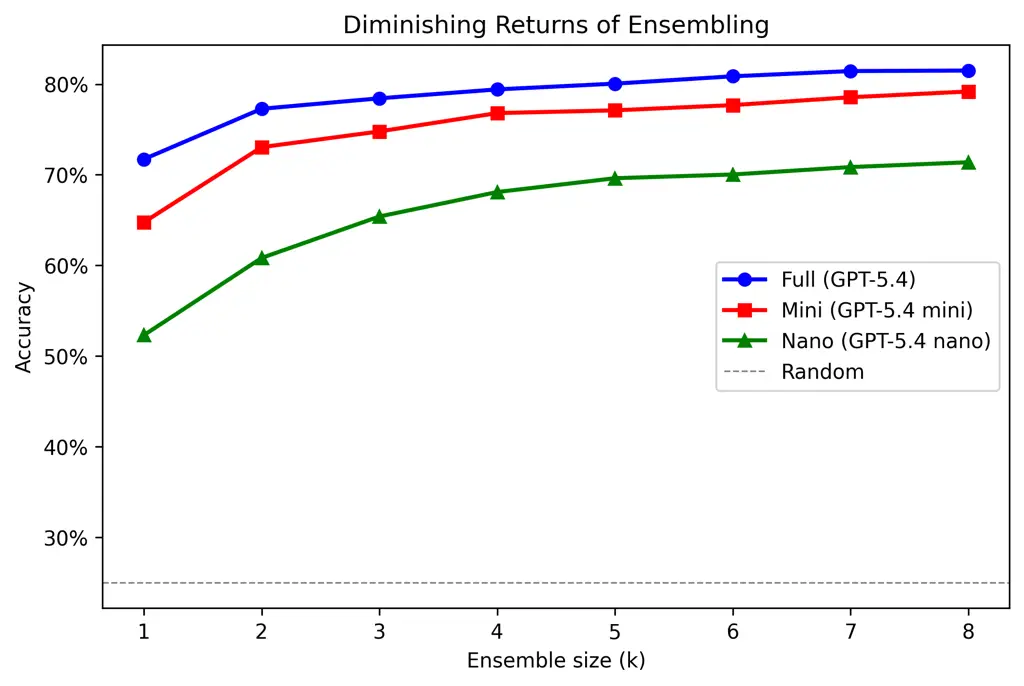 Diminishing Returns of Ensembling
Accuracy
80%
70%
60%
50%
40%
30%
Full (GPT-5.4)
Mini (GPT-5.4 mini)
Nano (GPT-5.4 nano)
Random
1 2 3 4 5 6 7 8
Ensemble size (k)